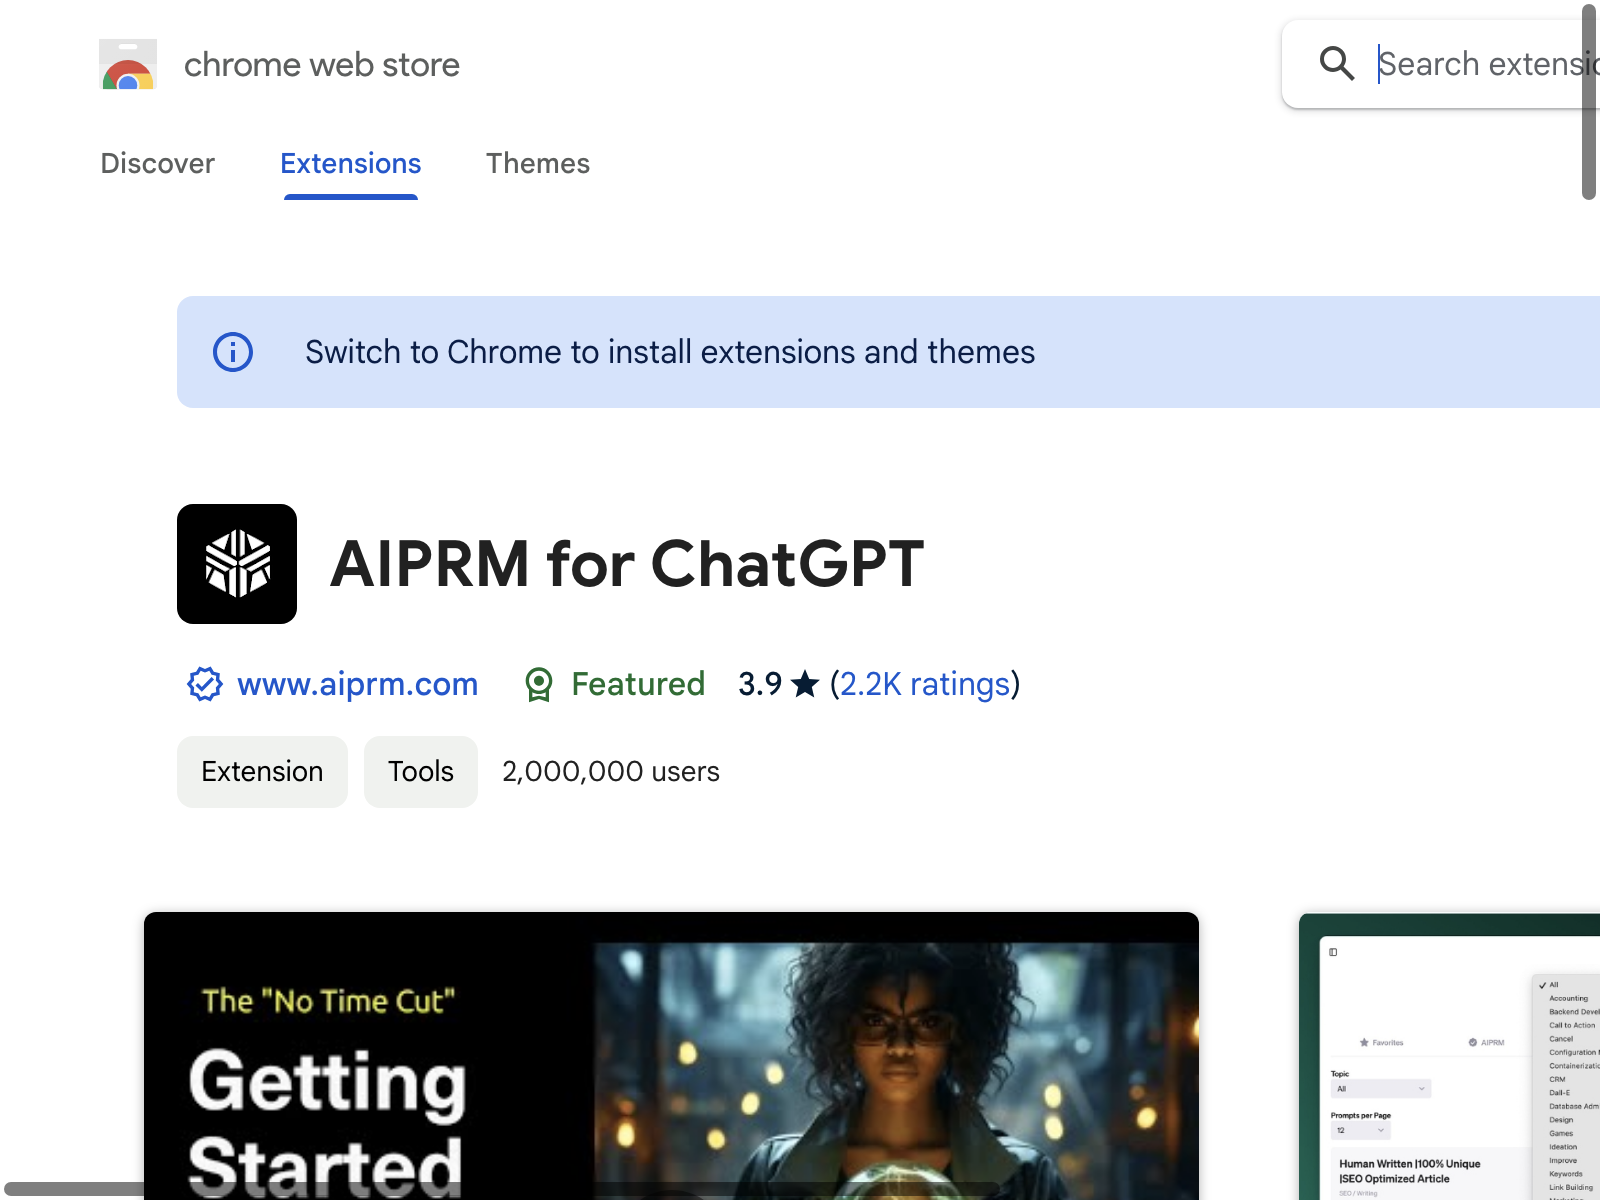 chrome web store
Search extensio
Discover
Extensions
Themes
Switch to Chrome to install extensions and themes
AIPRM for ChatGPT
www.aiprm.com
Featured
3.9 ★ (2.2K ratings)
Extension
Tools
2,000,000 users
The "No Time Cut"
Getting
Started
All
Accounting
Backend Devel
Call to Action
Cancel
Configuration
Containerizatio
CRM
Dall-E
Database Adm
Design
Games
Ideation
Improve
Keywords
Link Building
Favorites
AIPRM
Topic
All
Prompts per Page
12
Human Written |100% Unique
|SEO Optimized Article
SEO / Writing